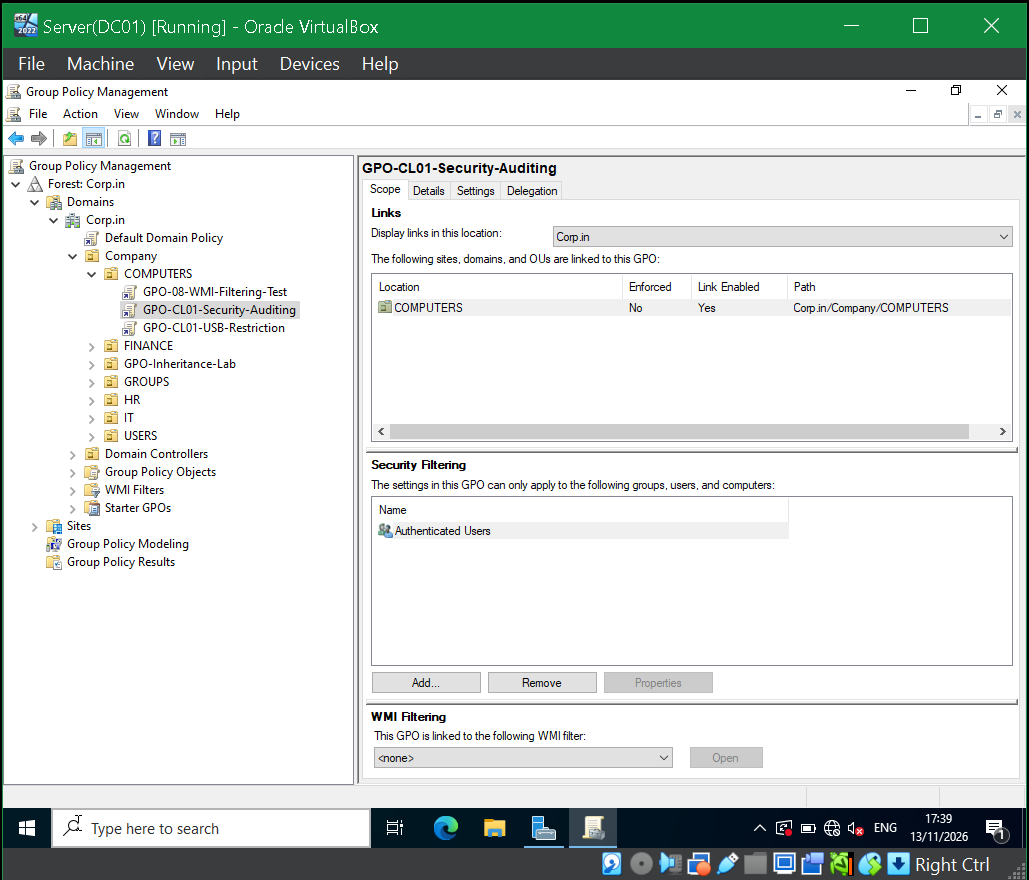 Server(DC01) [Running] - Oracle VirtualBox
File Machine View Input Devices Help
Group Policy Management
File Action View Window Help
Group Policy Management
Forest: Corp.in
Domains
Corp.in
Default Domain Policy
Company
COMPUTERS
GPO-08-WMI-Filtering-Test
GPO-CL01-Security-Auditing
GPO-CL01-USB-Restriction
FINANCE
GPO-Inheritance-Lab
GROUPS
HR
IT
USERS
Domain Controllers
Group Policy Objects
WMI Filters
Starter GPOs
Sites
Group Policy Modeling
Group Policy Results
GPO-CL01-Security-Auditing
Scope Details Settings Delegation
Links
Display links in this location: Corp.in
The following sites, domains, and OUs are linked to this GPO:
Location Enforced Link Enabled Path
COMPUTERS No Yes Corp.in/Company/COMPUTERS
Security Filtering
The settings in this GPO can only apply to the following groups, users, and computers:
Name
Authenticated Users
Add... Remove Properties
WMI Filtering
This GPO is linked to the following WMI filter:
<none> Open
Type here to search
ENG
17:39
13/11/2026
1
Right Ctrl